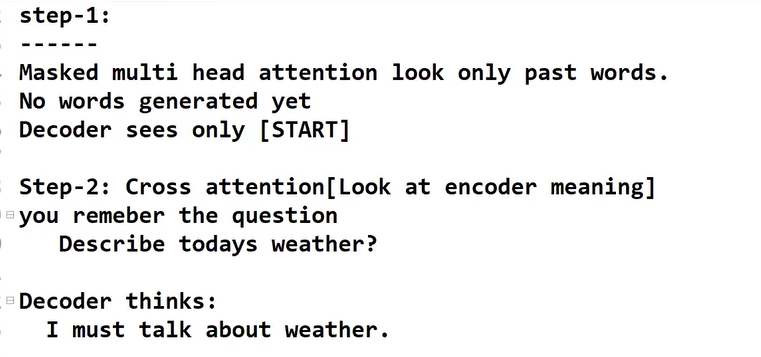 step-1:
------
Masked multi head attention look only past words.
No words generated yet
Decoder sees only [START]
Step-2: Cross attention[Look at encoder meaning]
you remeber the question
Describe todays weather?
Decoder thinks:
I must talk about weather.